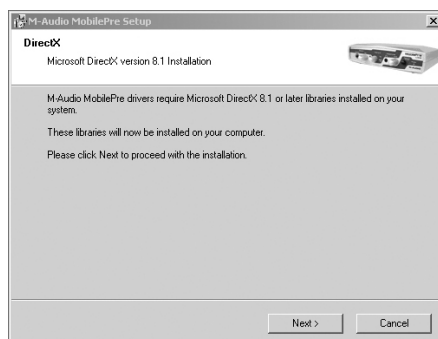 M-Audio MobilePre Setup
DirectX
Microsoft DirectX version 8.1 Installation
M-Audio MobilePre drivers require Microsoft DirectX 8.1 or later libraries installed on your
system.
These libraries will now be installed on your computer.
Please click Next to proceed with the installation.
Next >
Cancel